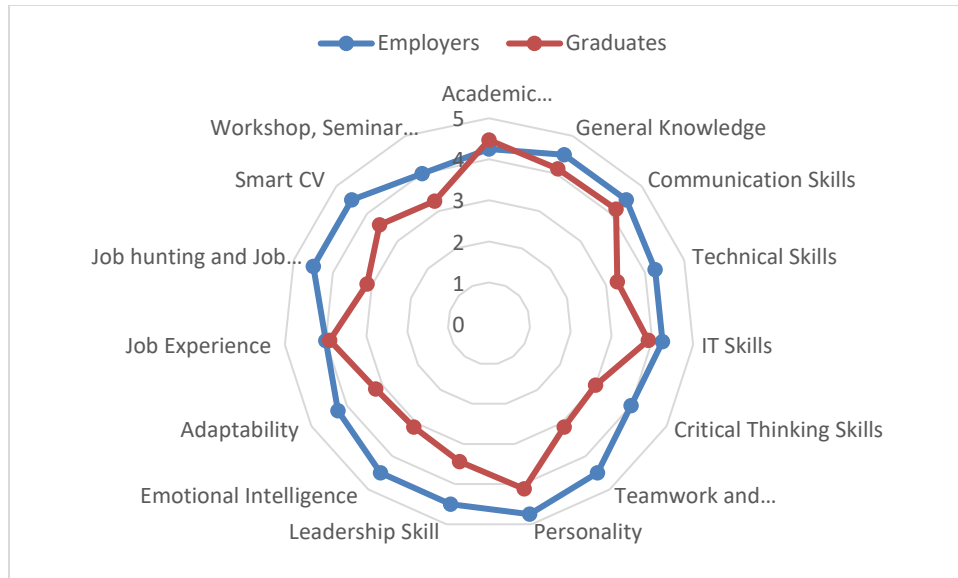 Employers Graduates
Academic...
Workshop, Seminar... General Knowledge
Smart CV Communication Skills
Job hunting and Job... Technical Skills
Job Experience IT Skills
Adaptability Critical Thinking Skills
Emotional Intelligence Teamwork and...
Leadership Skill Personality
5
4
3
2
1
0